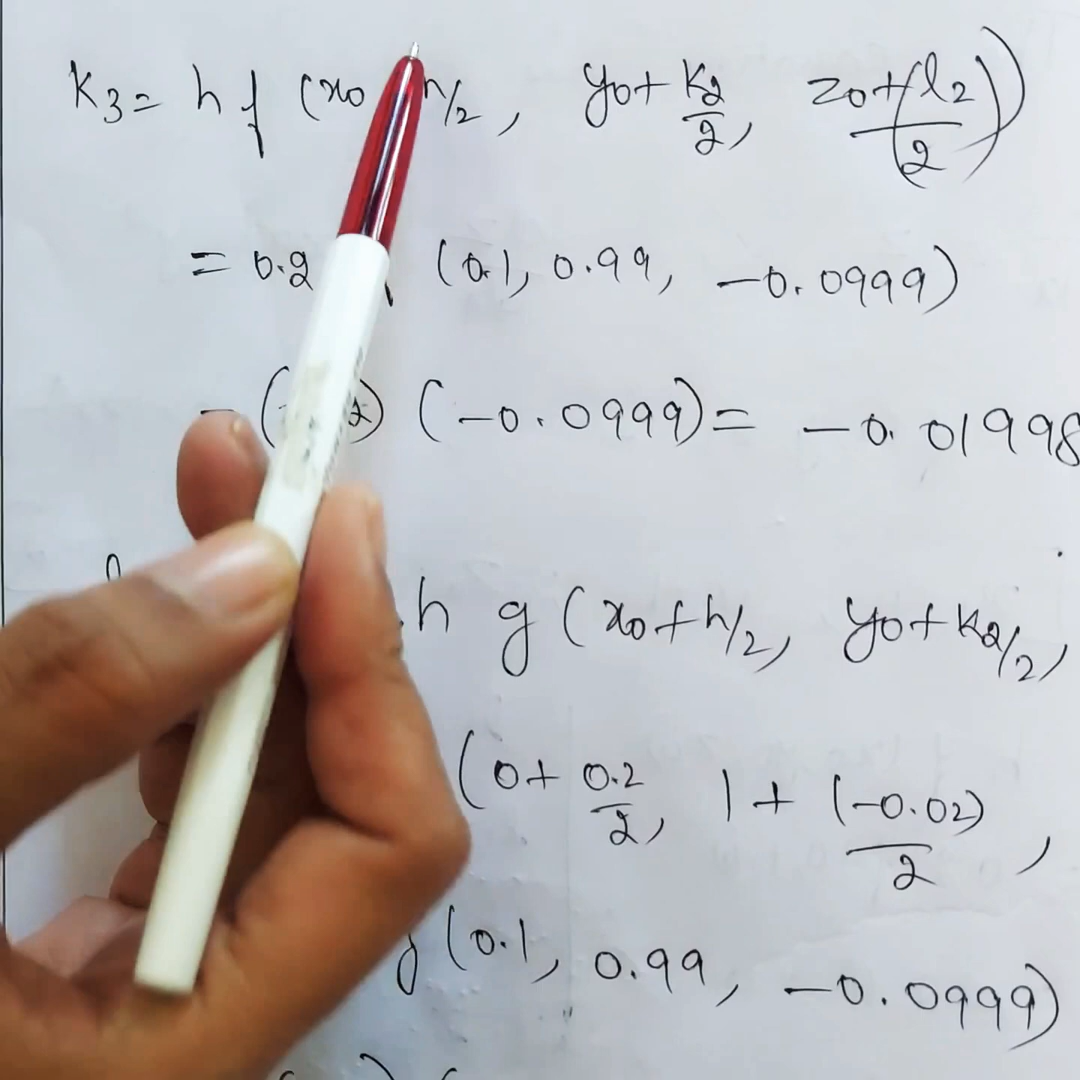 K3 = h f (x0 h/2, y0+ K2/2, z0+(l2/2))
= 0.2 (0.1, 0.99, -0.0999)
(-0.0999) = -0.01998
h g (x0+h/2, y0+K2/2,
(0+ 0.2/2, 1+ (-0.02)/2,
(0.1, 0.99, -0.0999)